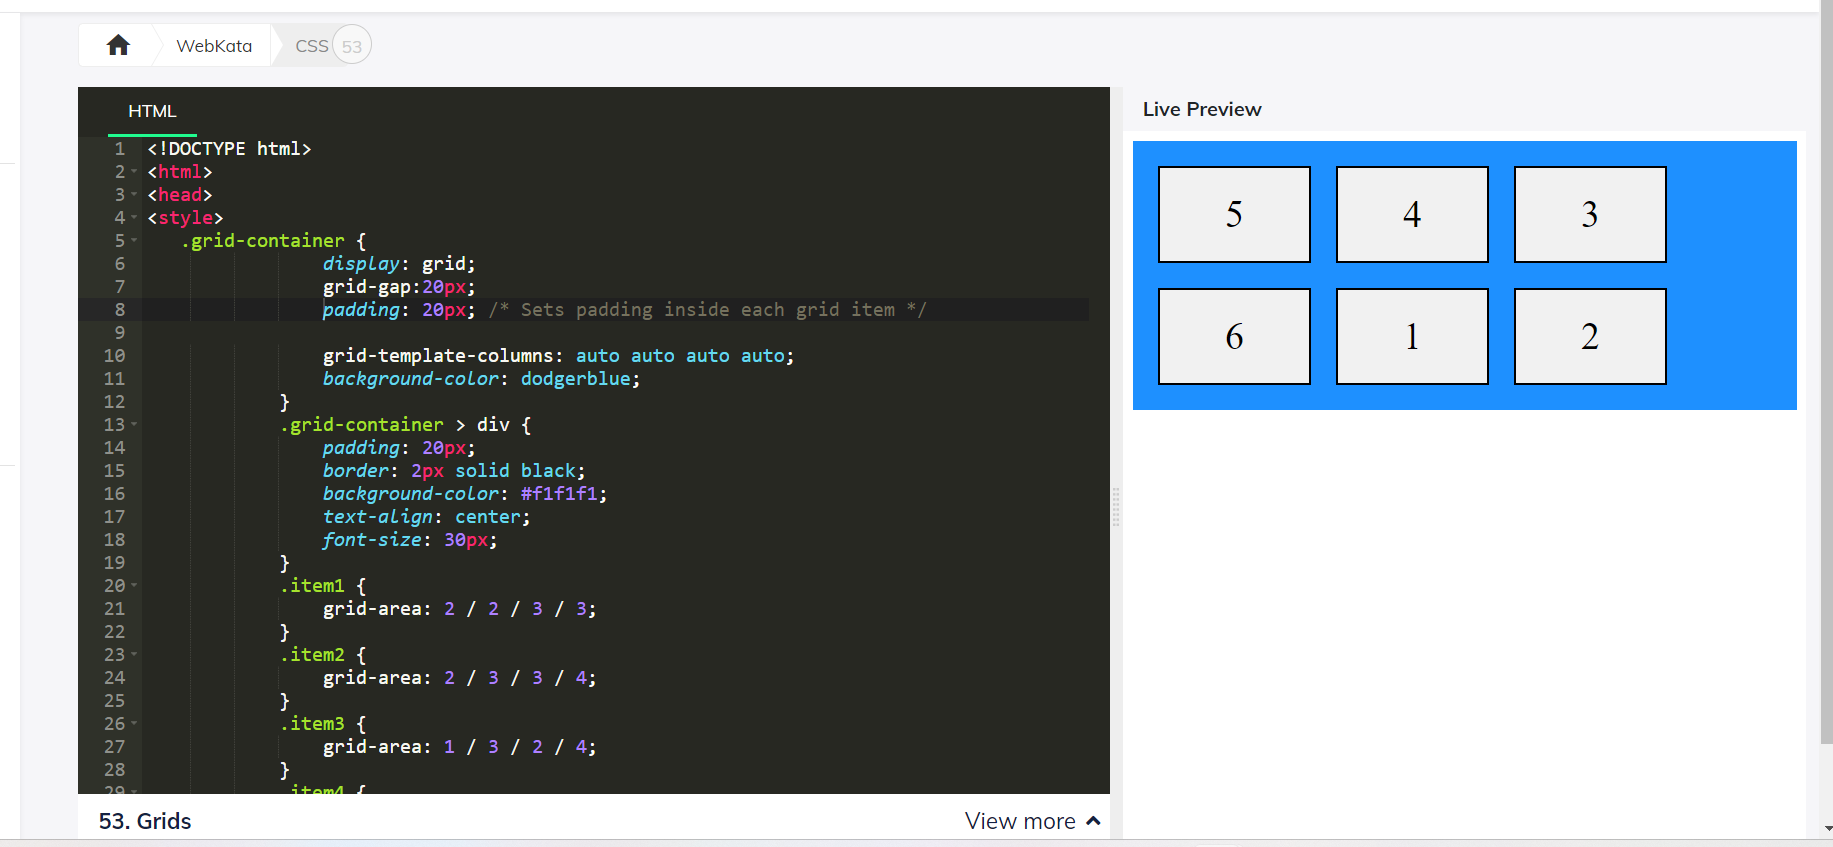 WebKata
CSS 53
HTML
Live Preview
1 <!DOCTYPE html>
2 <html>
3 <head>
4 <style>
5 .grid-container {
6 display: grid;
7 grid-gap:20px;
8 padding: 20px; /* Sets padding inside each grid item */
9
10 grid-template-columns: auto auto auto auto;
11 background-color: dodgerblue;
12 }
13 .grid-container > div {
14 padding: 20px;
15 border: 2px solid black;
16 background-color: #f1f1f1;
17 text-align: center;
18 font-size: 30px;
19 }
20 .item1 {
21 grid-area: 2 / 2 / 3 / 3;
22 }
23 .item2 {
24 grid-area: 2 / 3 / 3 / 4;
25 }
26 .item3 {
27 grid-area: 1 / 3 / 2 / 4;
28 }
29 .item4 {
5 4 3
6 1 2
53. Grids
View more